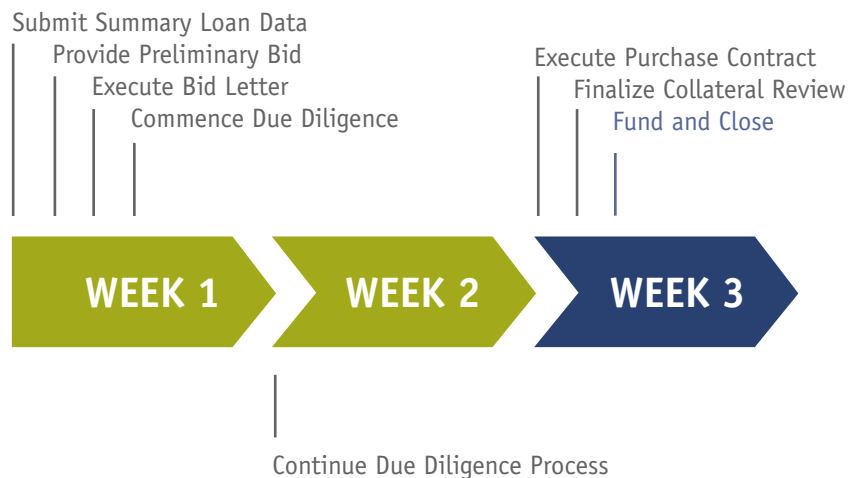 Submit Summary Loan Data
Provide Preliminary Bid
Execute Bid Letter
Commence Due Diligence
Execute Purchase Contract
Finalize Collateral Review
Fund and Close
WEEK 1
WEEK 2
WEEK 3
Continue Due Diligence Process